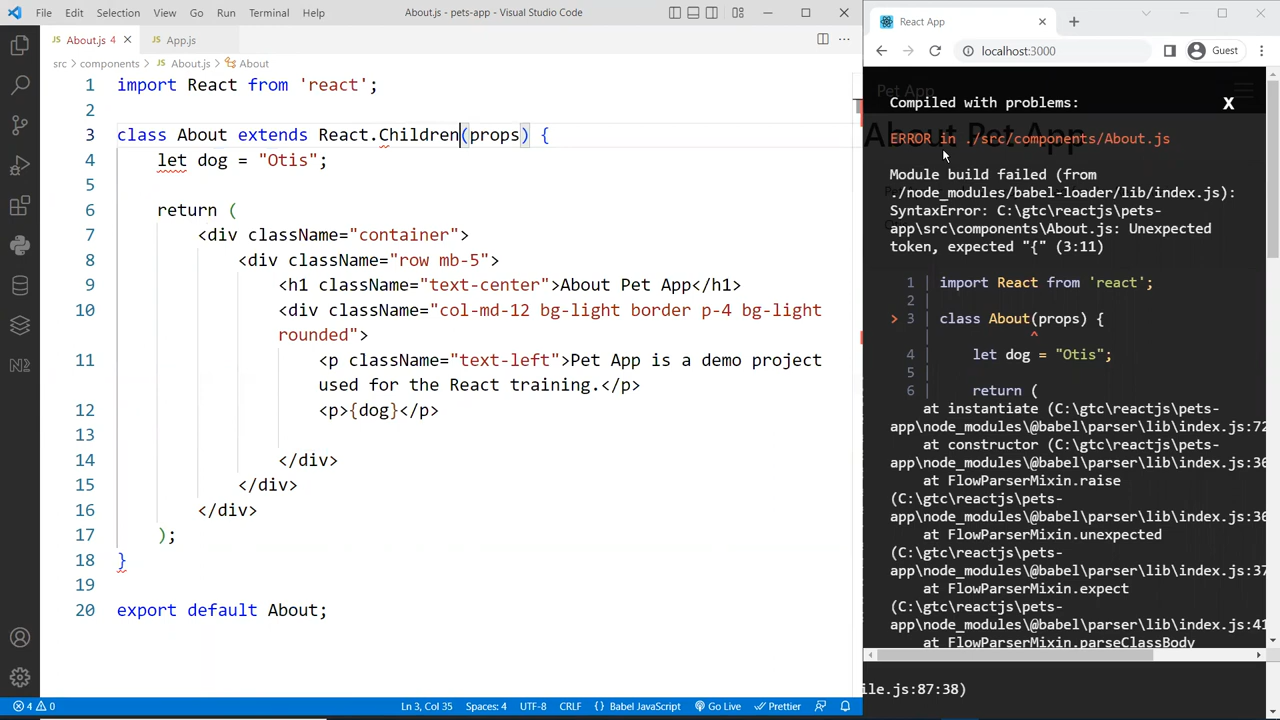 File Edit Selection View Go Run Terminal Help
About.js - pets-app - Visual Studio Code
About.js 4
App.js
src > components > About.js > About
1 import React from 'react';
2
3 class About extends React.Children(props) {
4 let dog = "Otis";
5
6 return (
7 <div className="container">
8 <div className="row mb-5">
9 <h1 className="text-center">About Pet App</h1>
10 <div className="col-md-12 bg-light border p-4 bg-light
rounded">
11 <p className="text-left">Pet App is a demo project
used for the React training.</p>
12 <p>{dog}</p>
13
14 </div>
15 </div>
16 </div>
17 );
18 }
19
20 export default About;
4 0
Ln 3, Col 35 Spaces: 4 UTF-8 CRLF {} Babel JavaScript Go Live Prettier
React App
localhost:3000
Guest
Pet App
About Pet App
Compiled with problems:
X
ERROR in ./src/components/About.js
Module build failed (from
./node_modules/babel-loader/lib/index.js):
SyntaxError: C:\gtc\reactjs\pets-
app\src\components\About.js: Unexpected
token, expected "{" (3:11)
1 | import React from 'react';
2 |
> 3 | class About(props) {
| ^
4 | let dog = "Otis";
5 |
6 | return (
at instantiate (C:\gtc\reactjs\pets-
app\node_modules\@babel\parser\lib\index.js:72
at constructor (C:\gtc\reactjs\pets-
app\node_modules\@babel\parser\lib\index.js:36
at FlowParserMixin.raise
(C:\gtc\reactjs\pets-
app\node_modules\@babel\parser\lib\index.js:36
at FlowParserMixin.unexpected
(C:\gtc\reactjs\pets-
app\node_modules\@babel\parser\lib\index.js:37
at FlowParserMixin.expect
(C:\gtc\reactjs\pets-
app\node_modules\@babel\parser\lib\index.js:41
at FlowParserMixin.parseClassBody
ile.js:87:38)